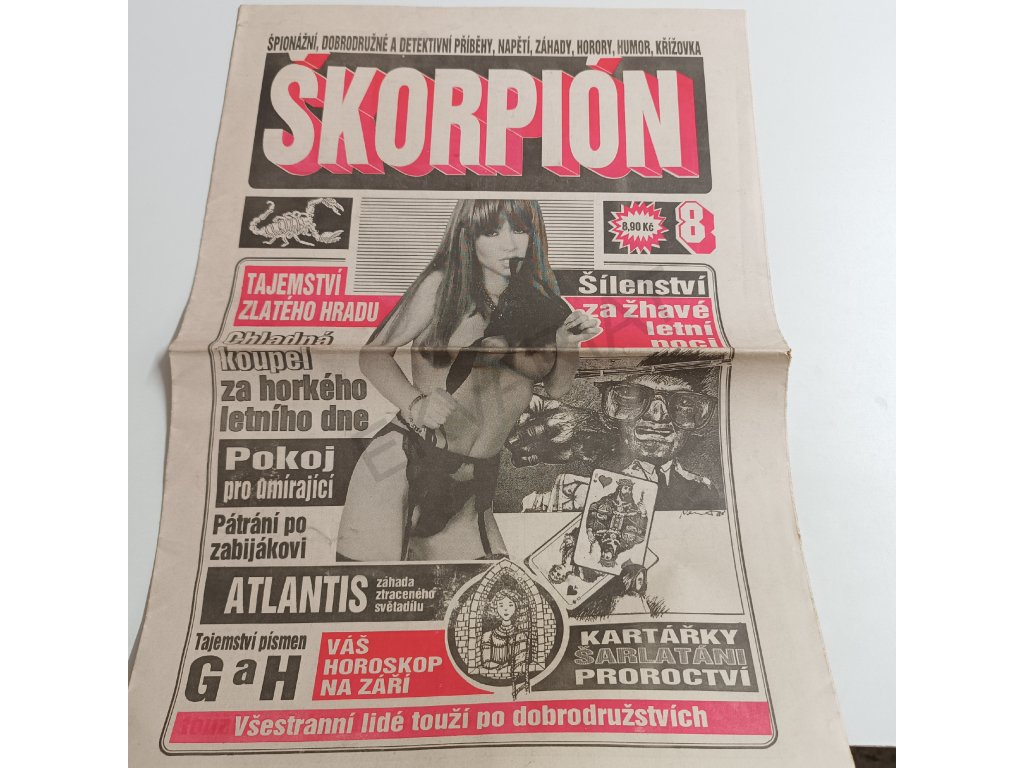 ŠPIONÁŽNÍ, DOBRODRUŽNÉ A DETEKTIVNÍ PŘÍBĚHY, NAPĚTÍ, ZÁHADY, HORORY, HUMOR, KŘÍŽOVKA
ŠKORPIÓN
8,90 Kč
8
TAJEMSTVÍ
ZLATÉHO HRADU
Šílenství
za žhavé
letní
noci
Chladná
koupel
za horkého
letního dne
Pokoj
pro umírající
Pátrání po
zabijákovi
ATLANTIS
záhada
ztraceného
světadílu
Tajemství písmen
G a H
VÁŠ
HOROSKOP
NA ZÁŘÍ
KARTÁŘKY
ŠARLATÁNI
PROROCTVÍ
Všestranní lidé touží po dobrodružstvích